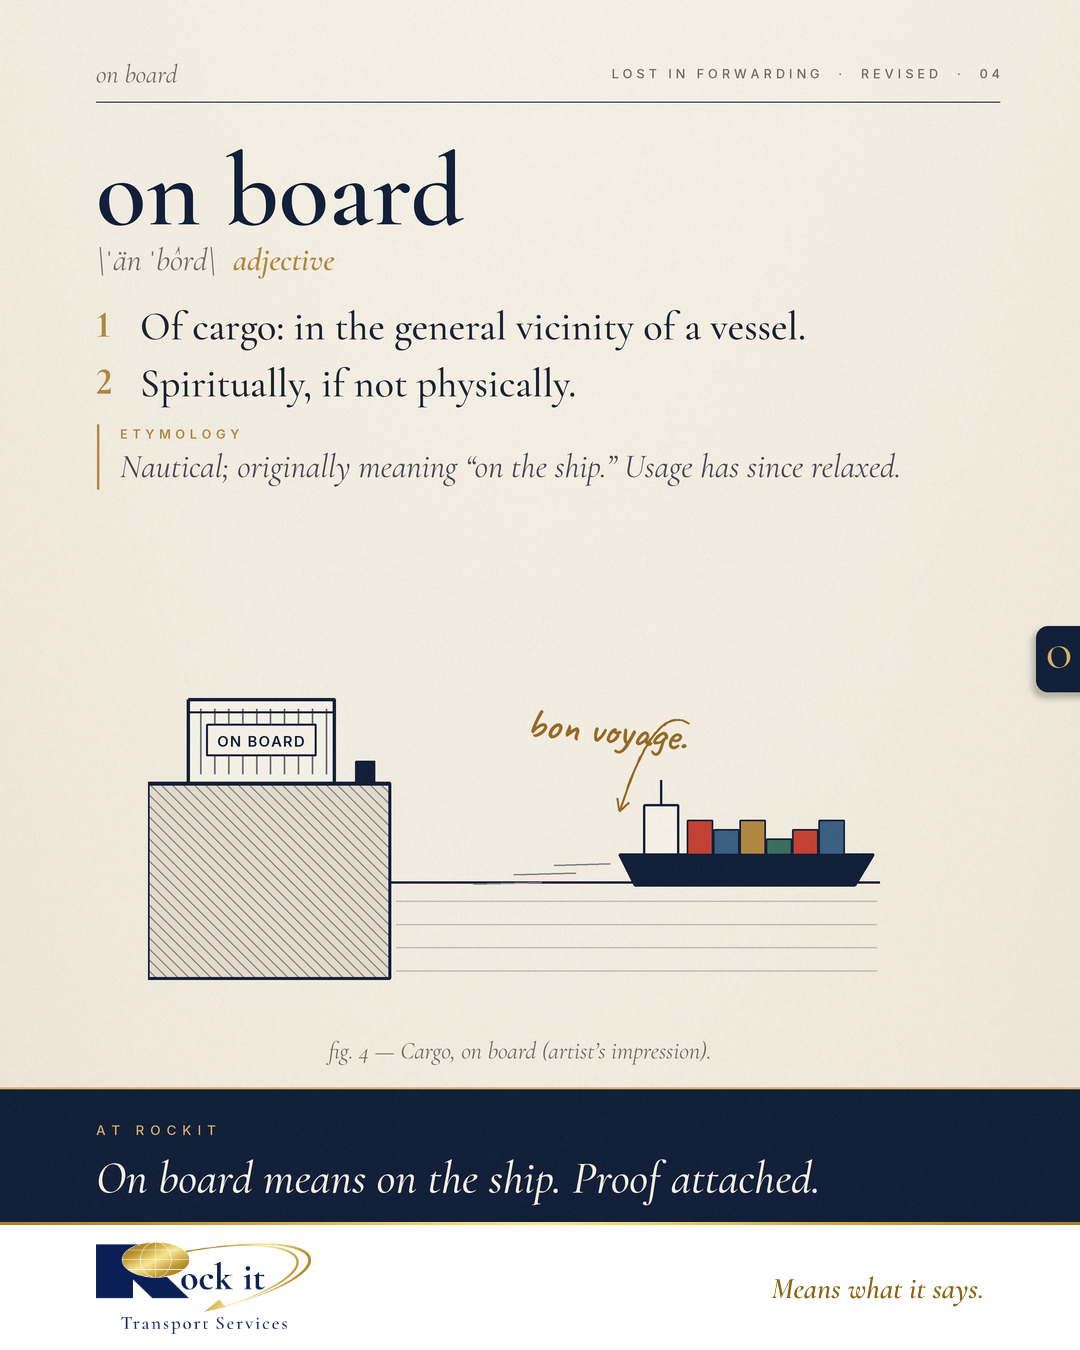 on board
LOST IN FORWARDING · REVISED · 04
on board
\ˈän ˈbôrd\ adjective
1 Of cargo: in the general vicinity of a vessel.
2 Spiritually, if not physically.
ETYMOLOGY
Nautical; originally meaning “on the ship.” Usage has since relaxed.
O
ON BOARD
bon voyage.
fig. 4 — Cargo, on board (artist’s impression).
AT ROCKIT
On board means on the ship. Proof attached.
Rock it
Transport Services
Means what it says.